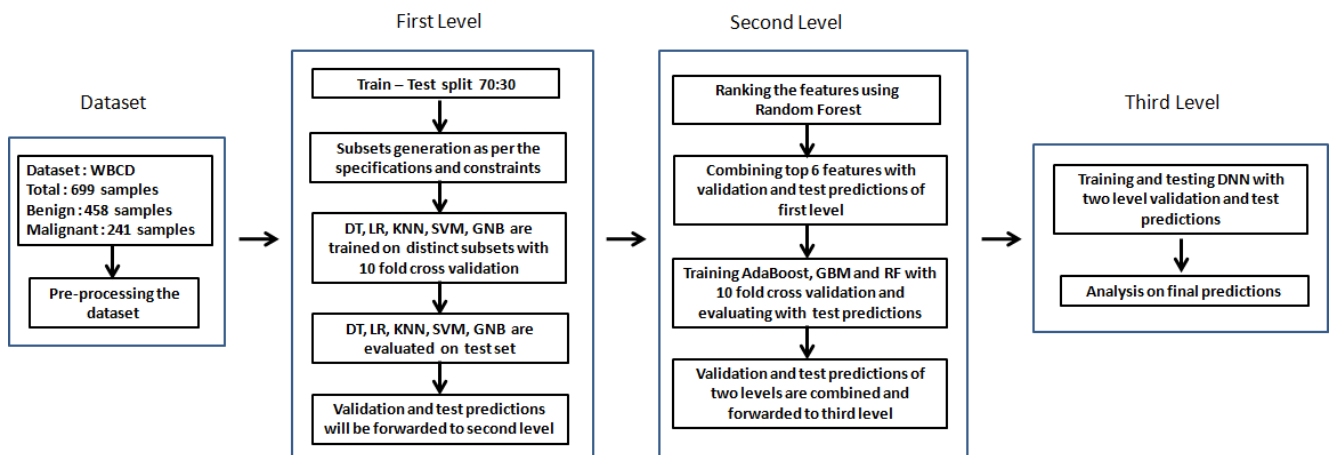 Dataset
Dataset : WBCD
Total : 699 samples
Benign : 458 samples
Malignant : 241 samples
Pre-processing the
dataset
First Level
Train – Test split 70:30
Subsets generation as per the
specifications and constraints
DT, LR, KNN, SVM, GNB are
trained on distinct subsets with
10 fold cross validation
DT, LR, KNN, SVM, GNB are
evaluated on test set
Validation and test predictions
will be forwarded to second level
Second Level
Ranking the features using
Random Forest
Combining top 6 features with
validation and test predictions of
first level
Training AdaBoost, GBM and RF with
10 fold cross validation and
evaluating with test predictions
Validation and test predictions of
two levels are combined and
forwarded to third level
Third Level
Training and testing DNN with
two level validation and test
predictions
Analysis on final predictions